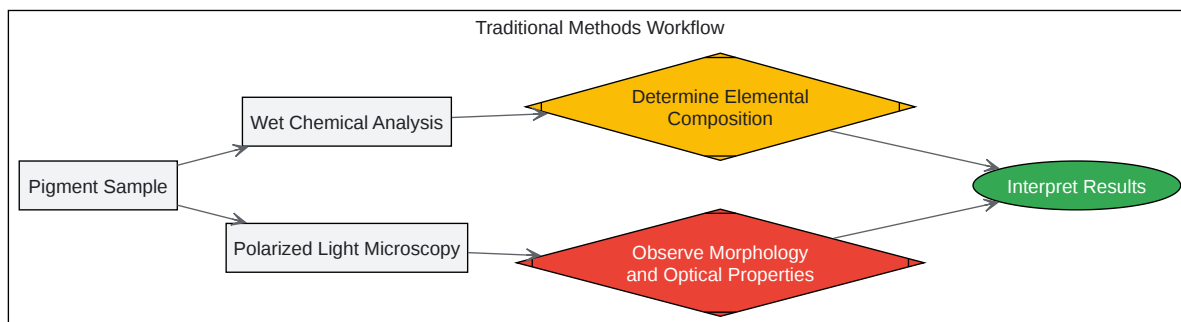 Traditional Methods Workflow
Pigment Sample
Wet Chemical Analysis
Determine Elemental
Composition
Polarized Light Microscopy
Observe Morphology
and Optical Properties
Interpret Results